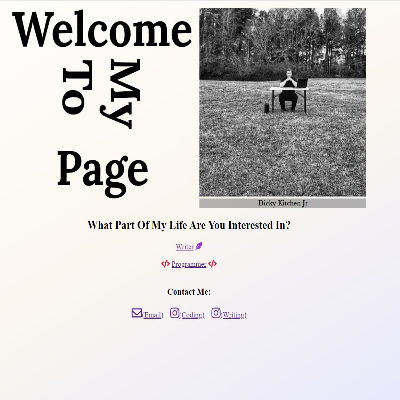 Welcome
To My
Page
Dicky Kitchen Jr
What Part Of My Life Are You Interested In?
Writer
</> Programmer </>
Contact Me:
(Email) (Coding) (Writing)